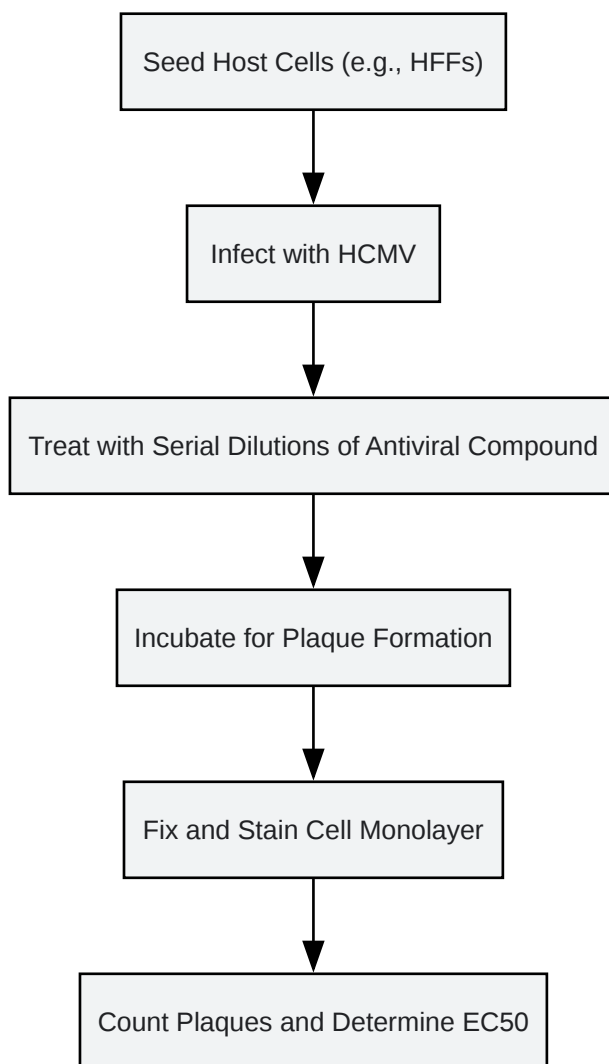 Seed Host Cells (e.g., HFFs)
Infect with HCMV
Treat with Serial Dilutions of Antiviral Compound
Incubate for Plaque Formation
Fix and Stain Cell Monolayer
Count Plaques and Determine EC50